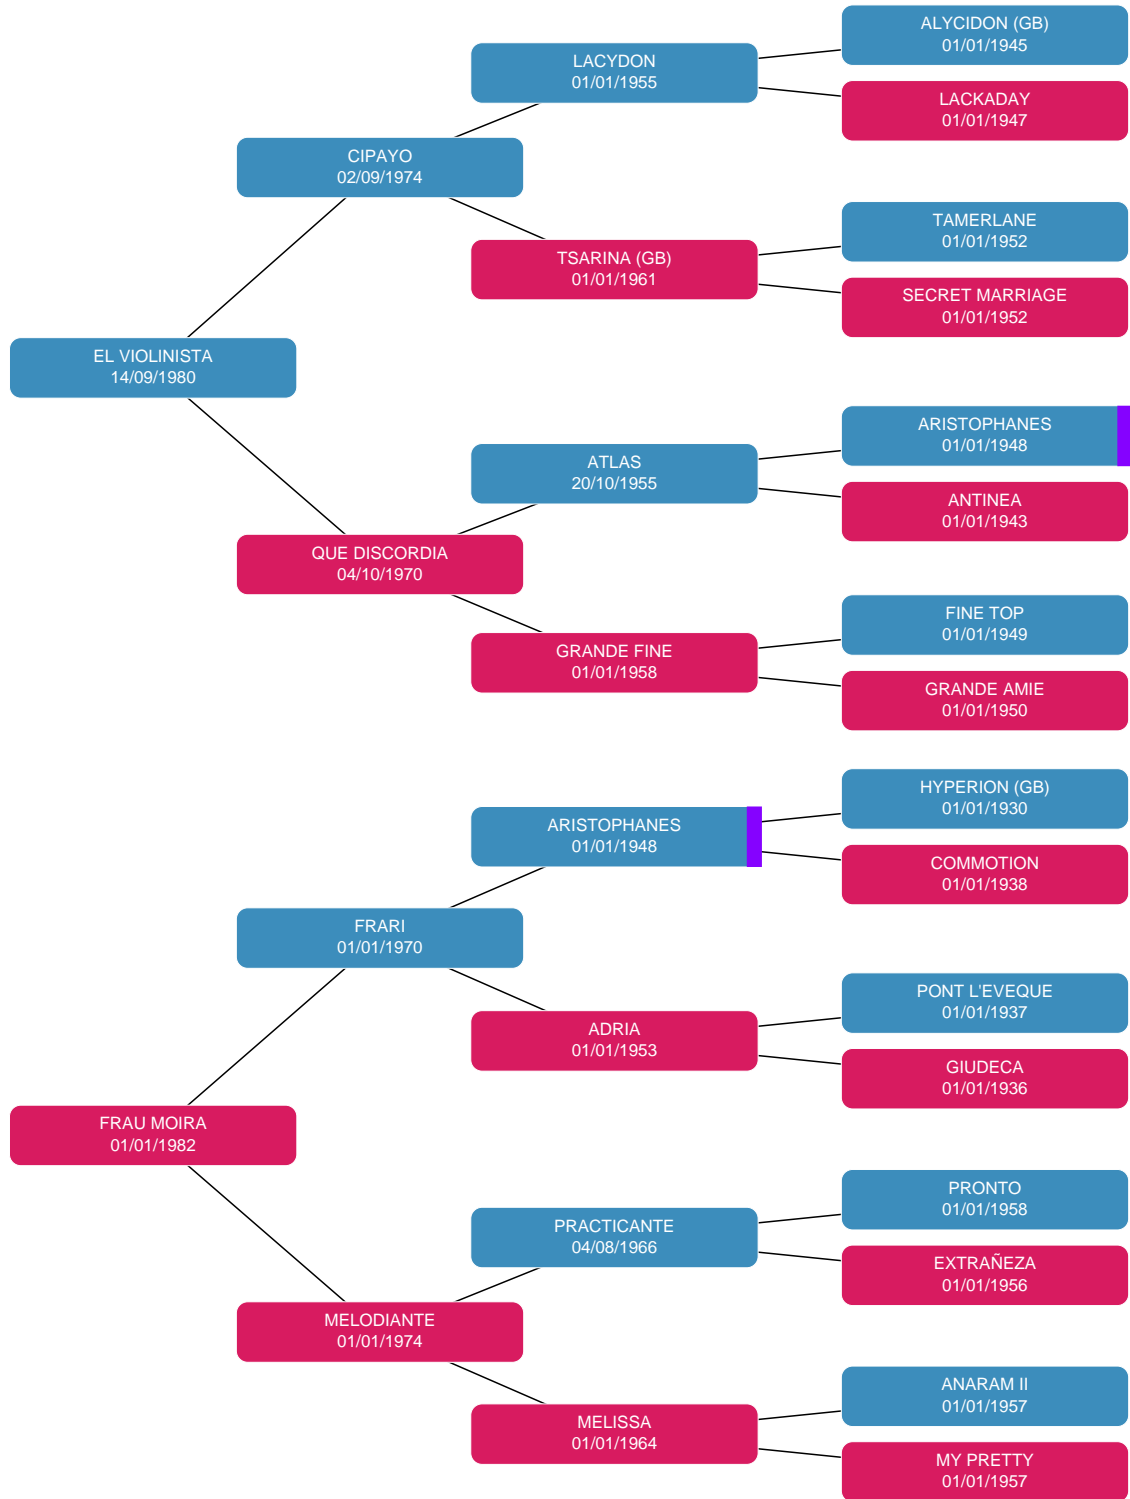 ALYCIDON (GB)
01/01/1945
LACYDON
01/01/1955
LACKADAY
01/01/1947
CIPAYO
02/09/1974
TAMERLANE
01/01/1952
TSARINA (GB)
01/01/1961
SECRET MARRIAGE
01/01/1952
EL VIOLINISTA
14/09/1980
ARISTOPHANES
01/01/1948
ATLAS
20/10/1955
ANTINEA
01/01/1943
QUE DISCORDIA
04/10/1970
FINE TOP
01/01/1949
GRANDE FINE
01/01/1958
GRANDE AMIE
01/01/1950
HYPERION (GB)
01/01/1930
ARISTOPHANES
01/01/1948
COMMOTION
01/01/1938
FRARI
01/01/1970
PONT L'EVEQUE
01/01/1937
ADRIA
01/01/1953
GIUDECA
01/01/1936
FRAU MOIRA
01/01/1982
PRONTO
01/01/1958
PRACTICANTE
04/08/1966
EXTRAÑEZA
01/01/1956
MELODIANTE
01/01/1974
ANARAM II
01/01/1957
MELISSA
01/01/1964
MY PRETTY
01/01/1957